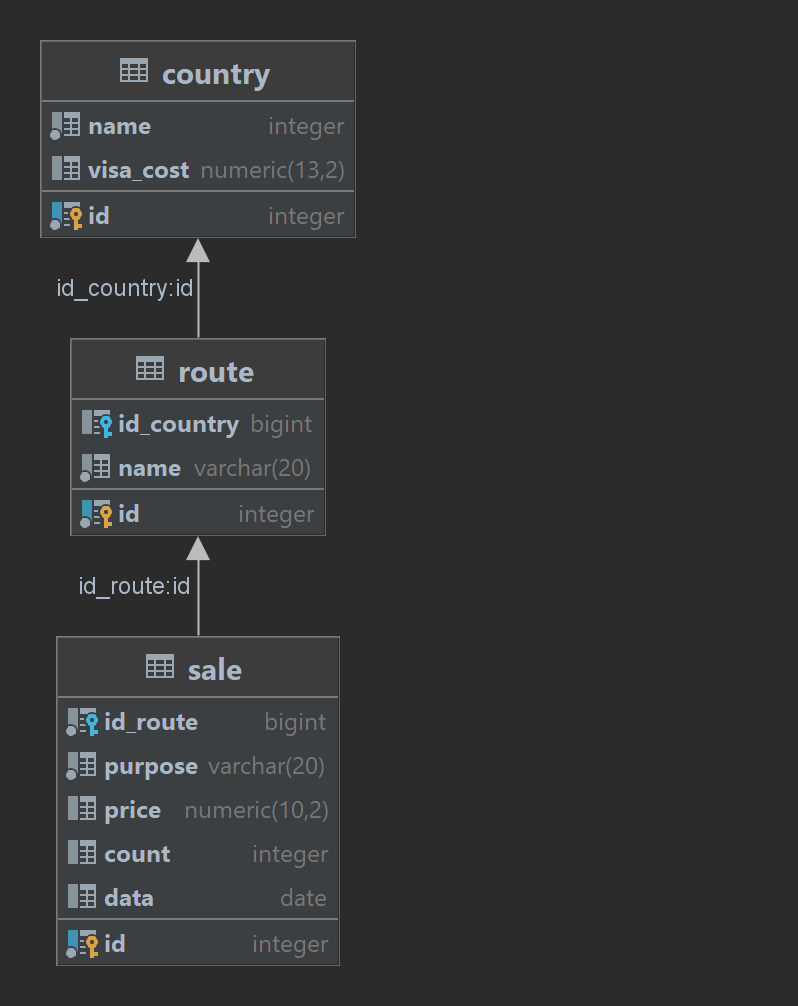 country
name integer
visa_cost numeric(13,2)
id integer
id_country:id
route
id_country bigint
name varchar(20)
id integer
id_route:id
sale
id_route bigint
purpose varchar(20)
price numeric(10,2)
count integer
data date
id integer